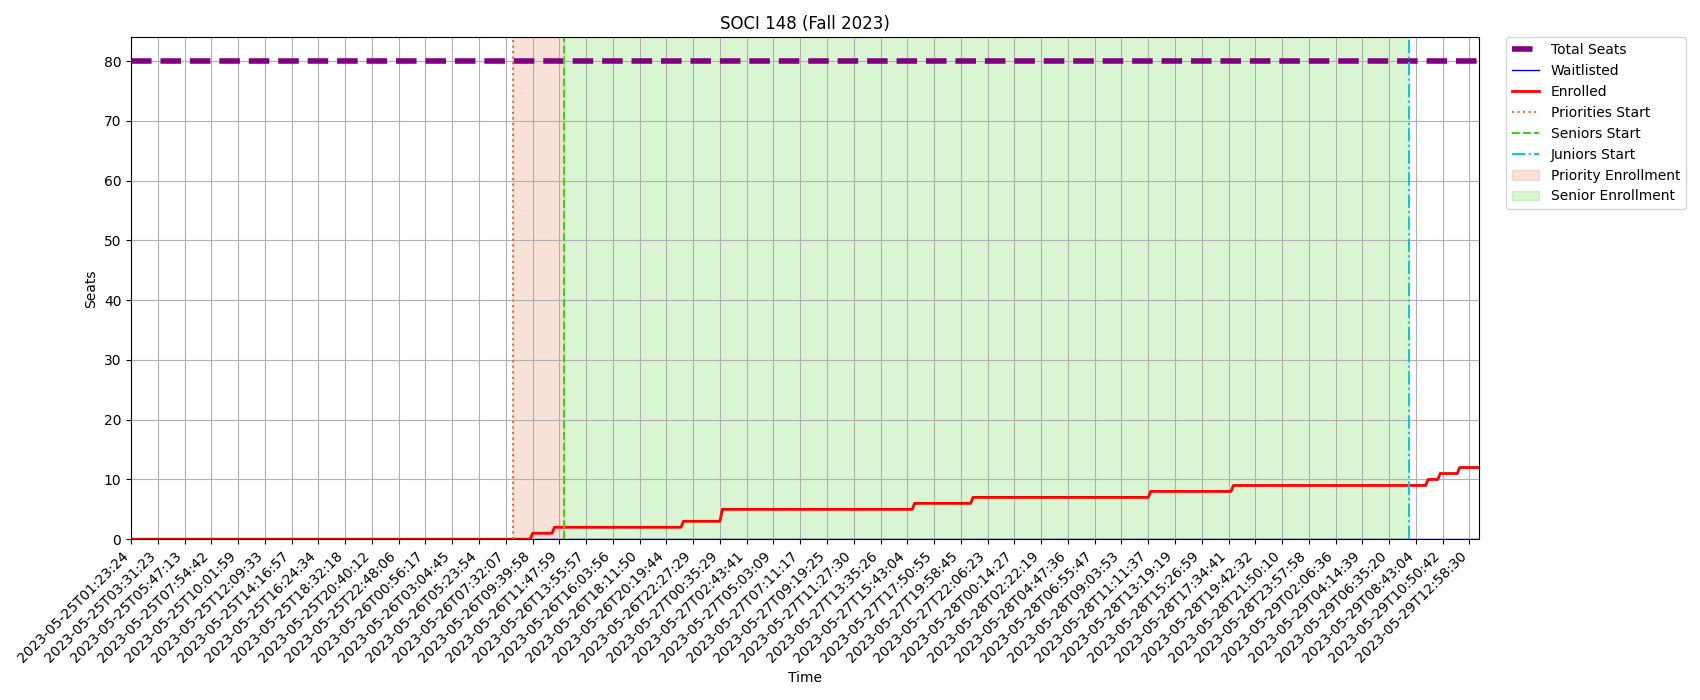 SOCI 148 (Fall 2023)
Total Seats
Waitlisted
Enrolled
Priorities Start
Seniors Start
Juniors Start
Priority Enrollment
Senior Enrollment
Seats
80
70
60
50
40
30
20
10
0
2023-05-25T01:23:24
2023-05-25T03:31:23
2023-05-25T05:47:13
2023-05-25T07:54:42
2023-05-25T10:01:59
2023-05-25T12:09:33
2023-05-25T14:16:57
2023-05-25T16:24:34
2023-05-25T18:32:18
2023-05-25T20:40:12
2023-05-25T22:48:06
2023-05-26T00:56:17
2023-05-26T03:04:45
2023-05-26T05:23:54
2023-05-26T07:32:07
2023-05-26T09:39:58
2023-05-26T11:47:59
2023-05-26T13:55:57
2023-05-26T16:03:56
2023-05-26T18:11:50
2023-05-26T20:19:44
2023-05-26T22:27:29
2023-05-27T00:35:29
2023-05-27T02:43:41
2023-05-27T05:03:09
2023-05-27T07:11:17
2023-05-27T09:19:25
2023-05-27T11:27:30
2023-05-27T13:35:26
2023-05-27T15:43:04
2023-05-27T17:50:55
2023-05-27T19:58:45
2023-05-27T22:06:23
2023-05-28T00:14:27
2023-05-28T02:22:19
2023-05-28T04:47:36
2023-05-28T06:55:47
2023-05-28T09:03:53
2023-05-28T11:11:37
2023-05-28T13:19:19
2023-05-28T15:26:59
2023-05-28T17:34:41
2023-05-28T19:42:32
2023-05-28T21:50:10
2023-05-28T23:57:58
2023-05-29T02:06:36
2023-05-29T04:14:39
2023-05-29T06:35:20
2023-05-29T08:43:04
2023-05-29T10:50:42
2023-05-29T12:58:30
Time